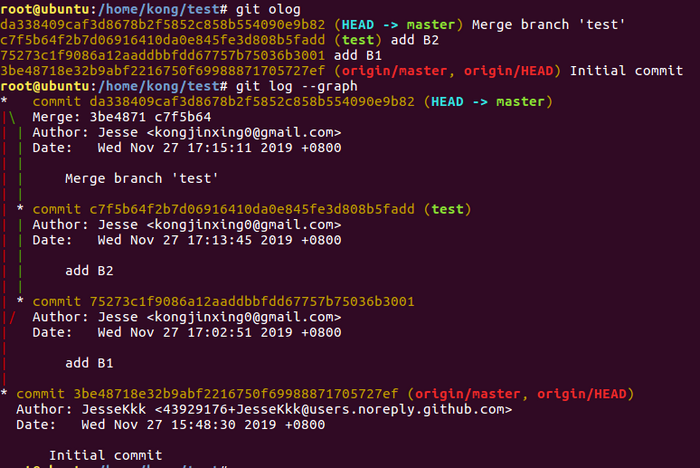 root@ubuntu:/home/kong/test# git olog
da338409caf3d8678b2f5852c858b554090e9b82 (HEAD -> master) Merge branch 'test'
c7f5b64f2b7d06916410da0e845fe3d808b5fadd (test) add B2
75273c1f9086a12aaddbbfdd67757b75036b3001 add B1
3be48718e32b9abf2216750f69988871705727ef (origin/master, origin/HEAD) Initial commit
root@ubuntu:/home/kong/test# git log --graph
*   commit da338409caf3d8678b2f5852c858b554090e9b82 (HEAD -> master)
|\  Merge: 3be4871 c7f5b64
| | Author: Jesse <kongjinxing0@gmail.com>
| | Date:   Wed Nov 27 17:15:11 2019 +0800
| |
| |     Merge branch 'test'
| |
| * commit c7f5b64f2b7d06916410da0e845fe3d808b5fadd (test)
| | Author: Jesse <kongjinxing0@gmail.com>
| | Date:   Wed Nov 27 17:13:45 2019 +0800
| |
| |     add B2
| |
| * commit 75273c1f9086a12aaddbbfdd67757b75036b3001
|/  Author: Jesse <kongjinxing0@gmail.com>
|   Date:   Wed Nov 27 17:02:51 2019 +0800
|
|       add B1
|
* commit 3be48718e32b9abf2216750f69988871705727ef (origin/master, origin/HEAD)
  Author: JesseKkk <43929176+JesseKkk@users.noreply.github.com>
  Date:   Wed Nov 27 15:48:30 2019 +0800

      Initial commit